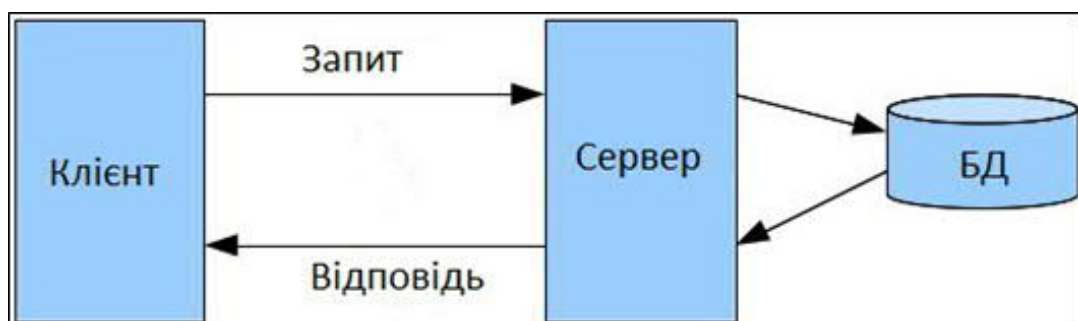 Запит
Клієнт
Сервер
БД
Відповідь